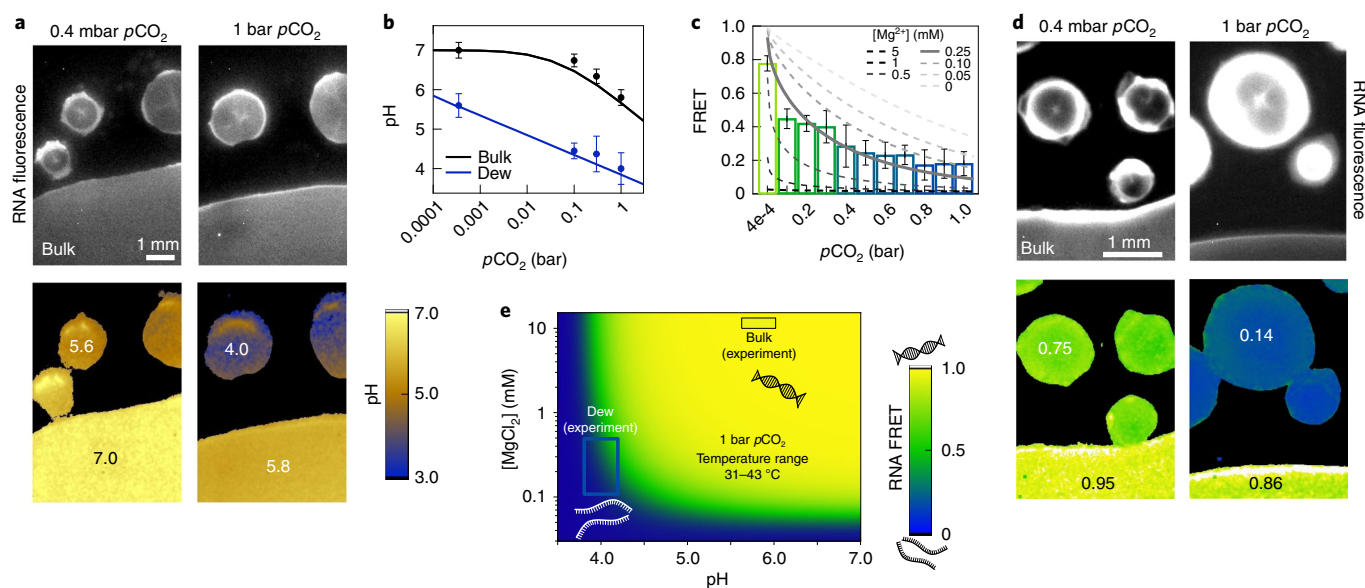 a
0.4 mbar pCO2
1 bar pCO2
RNA fluorescence
Bulk
1 mm
5.6
7.0
4.0
5.8
7.0
5.0
3.0
pH
b
pH
7
6
5
4
Bulk
Dew
0.0001
0.001
0.01
0.1
1
pCO2 (bar)
c
FRET
1.0
0.8
0.6
0.4
0.2
0
[Mg2+] (mM)
5
1
0.5
0.25
0.10
0.05
0
4e-4
0.2
0.4
0.6
0.8
1.0
pCO2 (bar)
d
0.4 mbar pCO2
1 bar pCO2
RNA fluorescence
Bulk
1 mm
0.75
0.95
0.14
0.86
e
[MgCl2] (mM)
10
1
0.1
Bulk
(experiment)
Dew
(experiment)
1 bar pCO2
Temperature range
31–43 °C
4.0
5.0
6.0
7.0
pH
RNA FRET
1.0
0.5
0